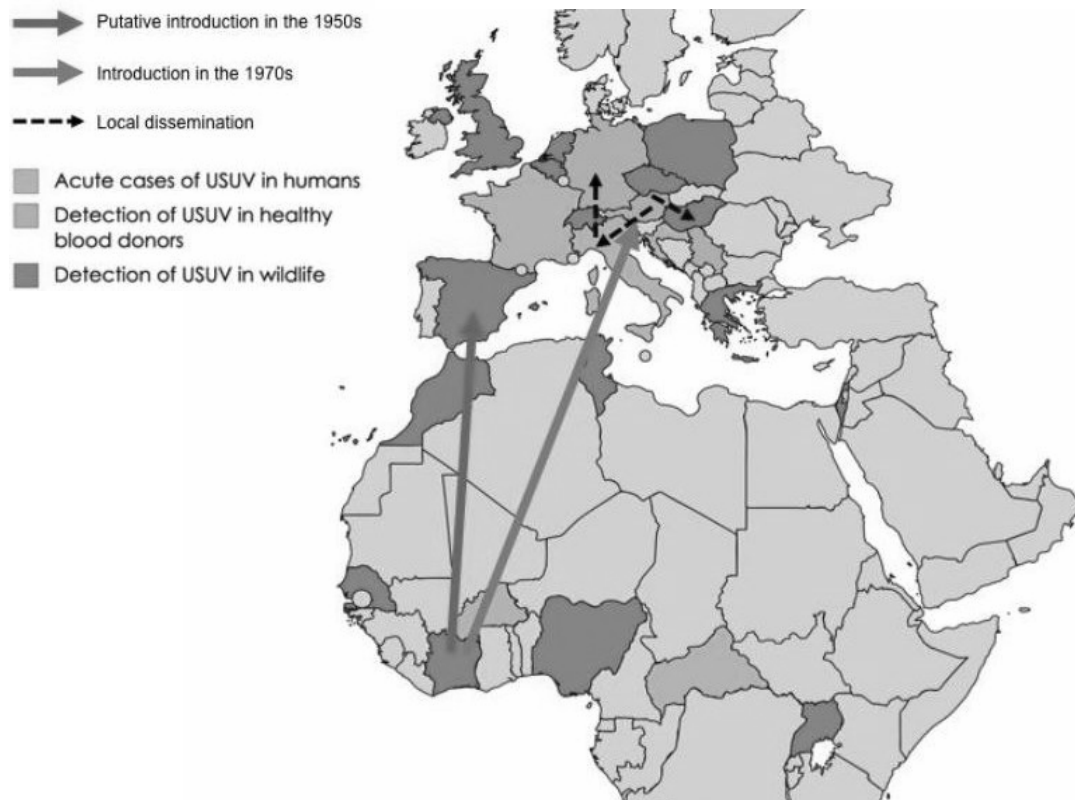 Putative introduction in the 1950s
Introduction in the 1970s
Local dissemination
Acute cases of USUV in humans
Detection of USUV in healthy
blood donors
Detection of USUV in wildlife